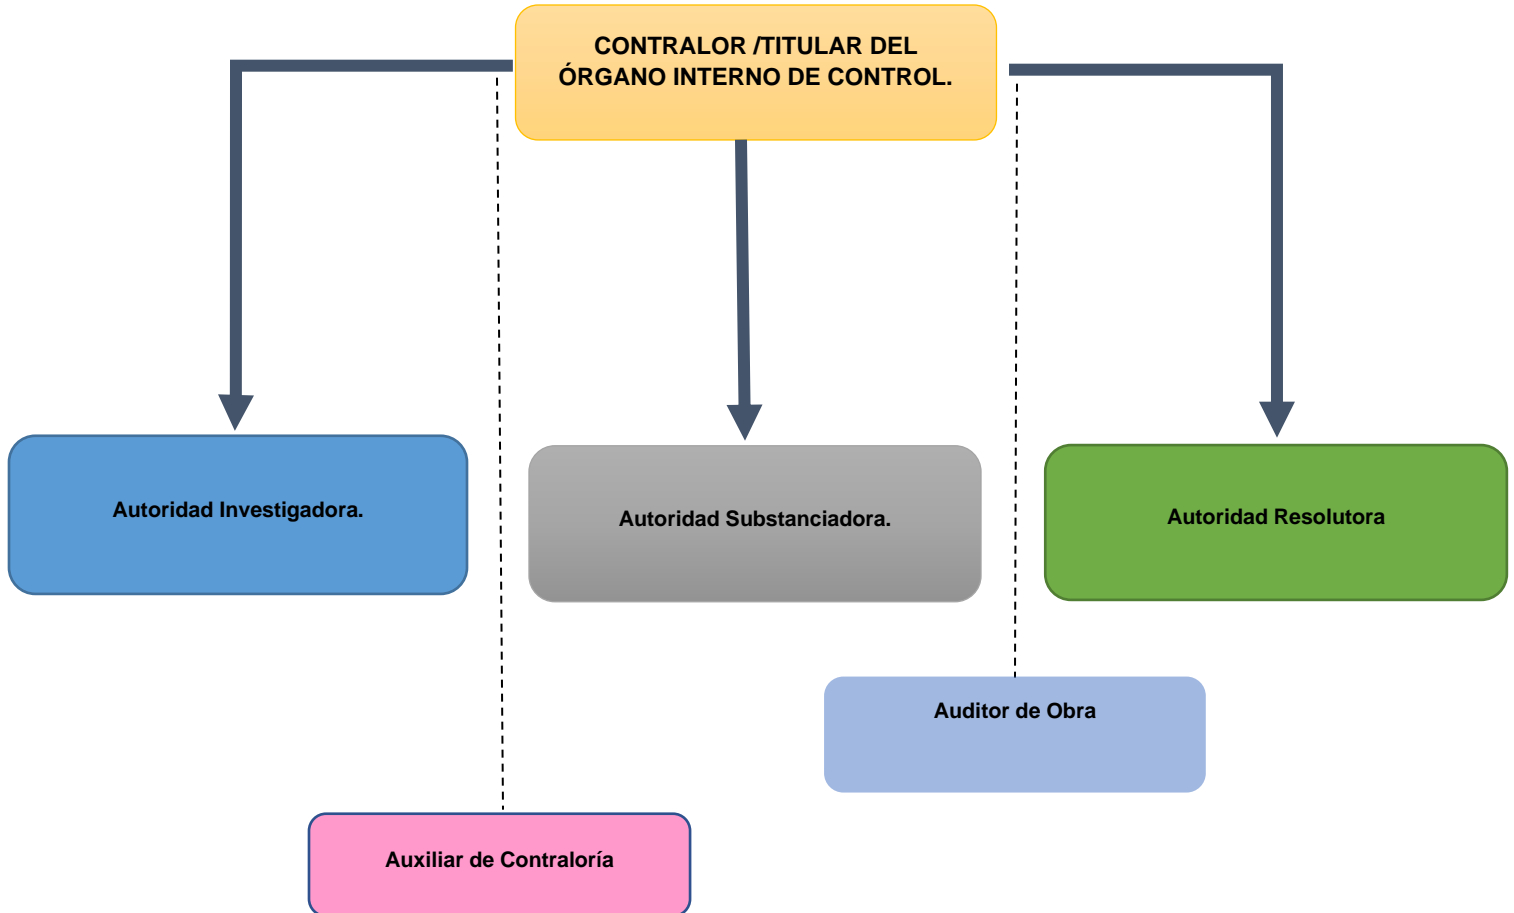 CONTRALOR /TITULAR DEL
ÓRGANO INTERNO DE CONTROL.
Autoridad Investigadora.
Autoridad Substanciadora.
Autoridad Resolutora
Auditor de Obra
Auxiliar de Contraloría